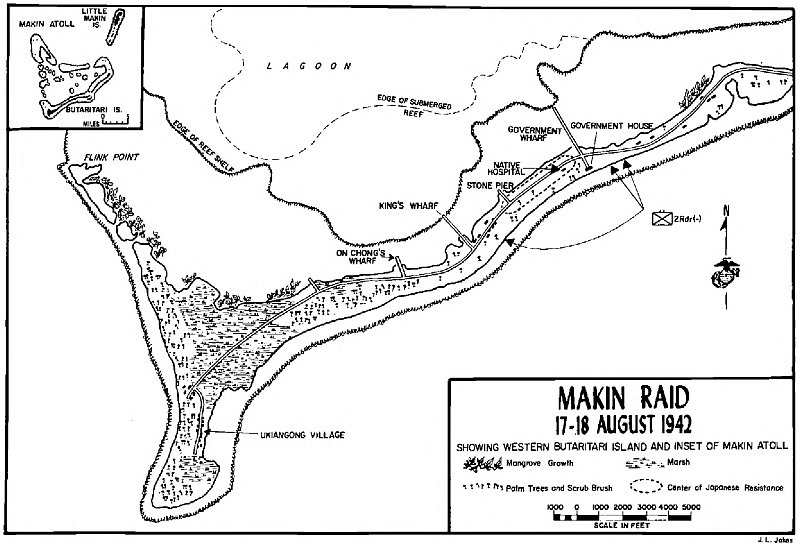 LITTLE
MAKIN
IS.
MAKIN ATOLL
BUTARITARI IS.
MILES
LAGOON
EDGE OF SUBMERGED
REEF
EDGE OF REEF SHELF
FLINK POINT
GOVERNMENT
WHARF
GOVERNMENT HOUSE
NATIVE
HOSPITAL
STONE PIER
KING'S WHARF
ON CHONG'S
WHARF
2Rdr(-)
N
UKIANGONG VILLAGE
MAKIN RAID
17-18 AUGUST 1942
SHOWING WESTERN BUTARITARI ISLAND AND INSET OF MAKIN ATOLL
Mangrove Growth
Marsh
Palm Trees and Scrub Brush
Center of Japanese Resistance
1000 0 1000 2000 3000 4000 5000
SCALE IN FEET
J. L. Jakes